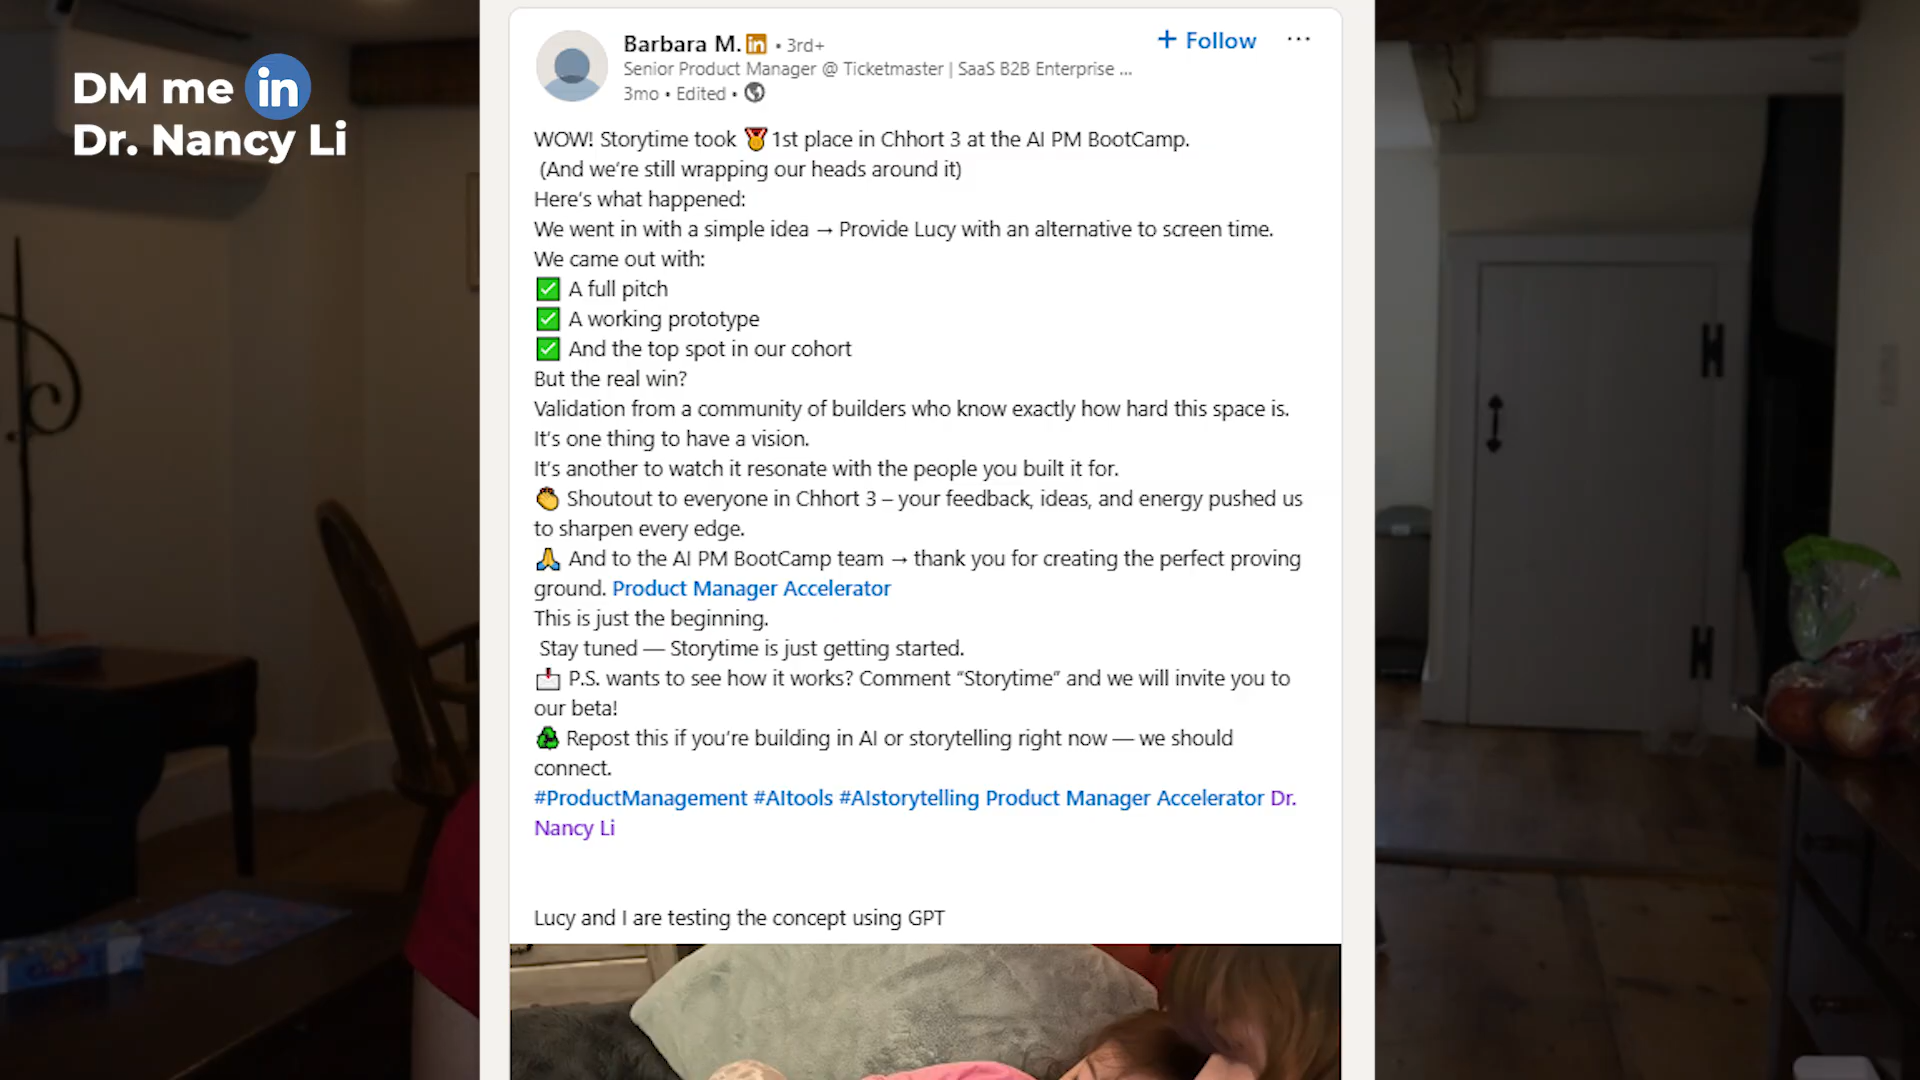 DM me in
Dr. Nancy Li
Barbara M. in • 3rd+
+ Follow ...
Senior Product Manager @ Ticketmaster | SaaS B2B Enterprise ...
3mo • Edited •
WOW! Storytime took 🏅1st place in Chhort 3 at the AI PM BootCamp.
(And we're still wrapping our heads around it)
Here's what happened:
We went in with a simple idea → Provide Lucy with an alternative to screen time.
We came out with:
✅ A full pitch
✅ A working prototype
✅ And the top spot in our cohort
But the real win?
Validation from a community of builders who know exactly how hard this space is.
It's one thing to have a vision.
It's another to watch it resonate with the people you built it for.
👏 Shoutout to everyone in Chhort 3 – your feedback, ideas, and energy pushed us
to sharpen every edge.
🙏 And to the AI PM BootCamp team → thank you for creating the perfect proving
ground. Product Manager Accelerator
This is just the beginning.
Stay tuned — Storytime is just getting started.
📩 P.S. wants to see how it works? Comment “Storytime” and we will invite you to
our beta!
♻ Repost this if you're building in AI or storytelling right now — we should
connect.
#ProductManagement #AItools #AIstorytelling Product Manager Accelerator Dr.
Nancy Li
Lucy and I are testing the concept using GPT